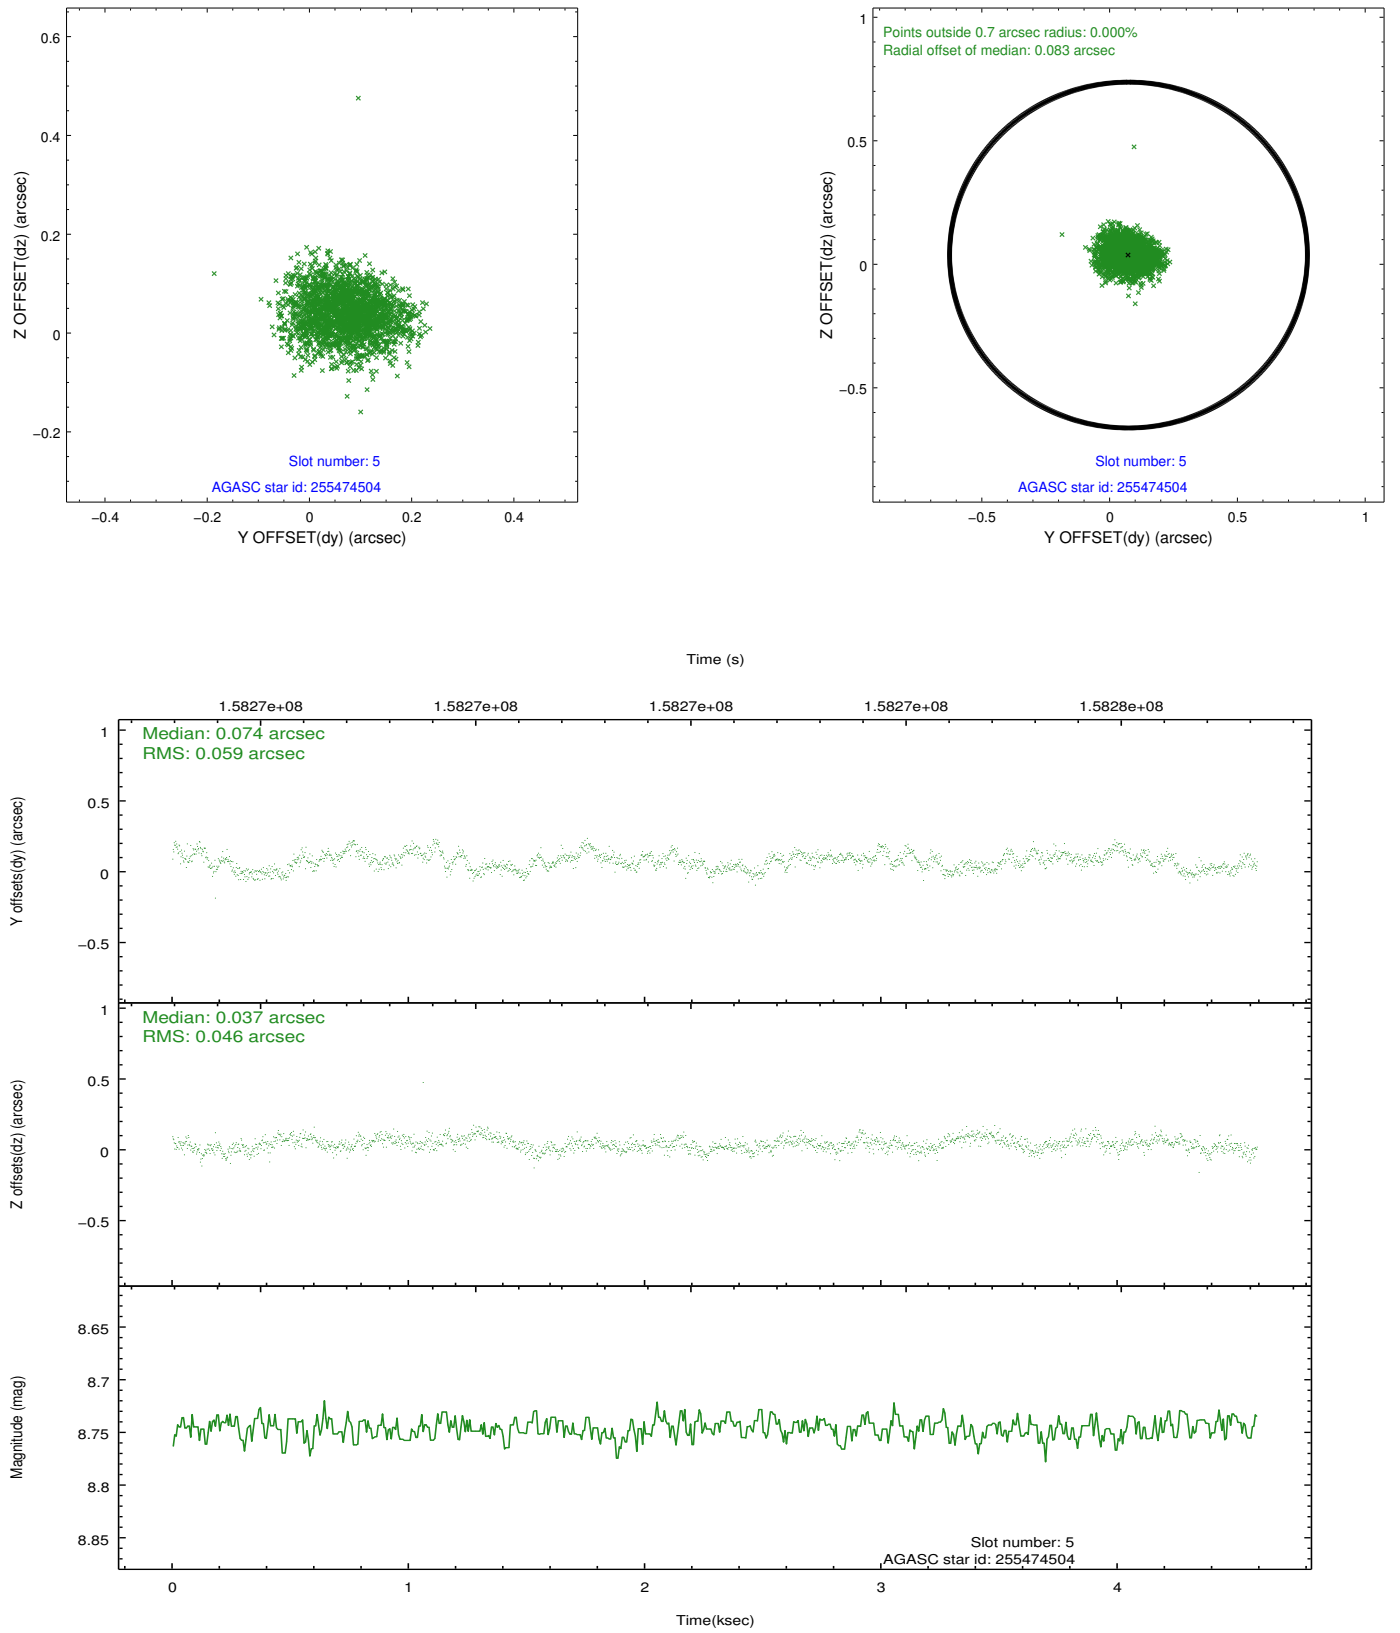 0.6
0.4
0.2
0
−0.2
Z OFFSET(dz) (arcsec)
Slot number: 5
AGASC star id: 255474504
−0.4 −0.2 0 0.2 0.4
Y OFFSET(dy) (arcsec)
Points outside 0.7 arcsec radius: 0.000%
Radial offset of median: 0.083 arcsec
1
0.5
0
−0.5
Z OFFSET(dz) (arcsec)
Slot number: 5
AGASC star id: 255474504
−0.5 0 0.5 1
Y OFFSET(dy) (arcsec)
Time (s)
1.5827e+08 1.5827e+08 1.5827e+08 1.5827e+08 1.5828e+08
Median: 0.074 arcsec
RMS: 0.059 arcsec
1
0.5
0
−0.5
Y offsets(dy) (arcsec)
Median: 0.037 arcsec
RMS: 0.046 arcsec
1
0.5
0
−0.5
Z offsets(dz) (arcsec)
8.65
8.7
8.75
8.8
8.85
Magnitude (mag)
Slot number: 5
AGASC star id: 255474504
0 1 2 3 4
Time(ksec)